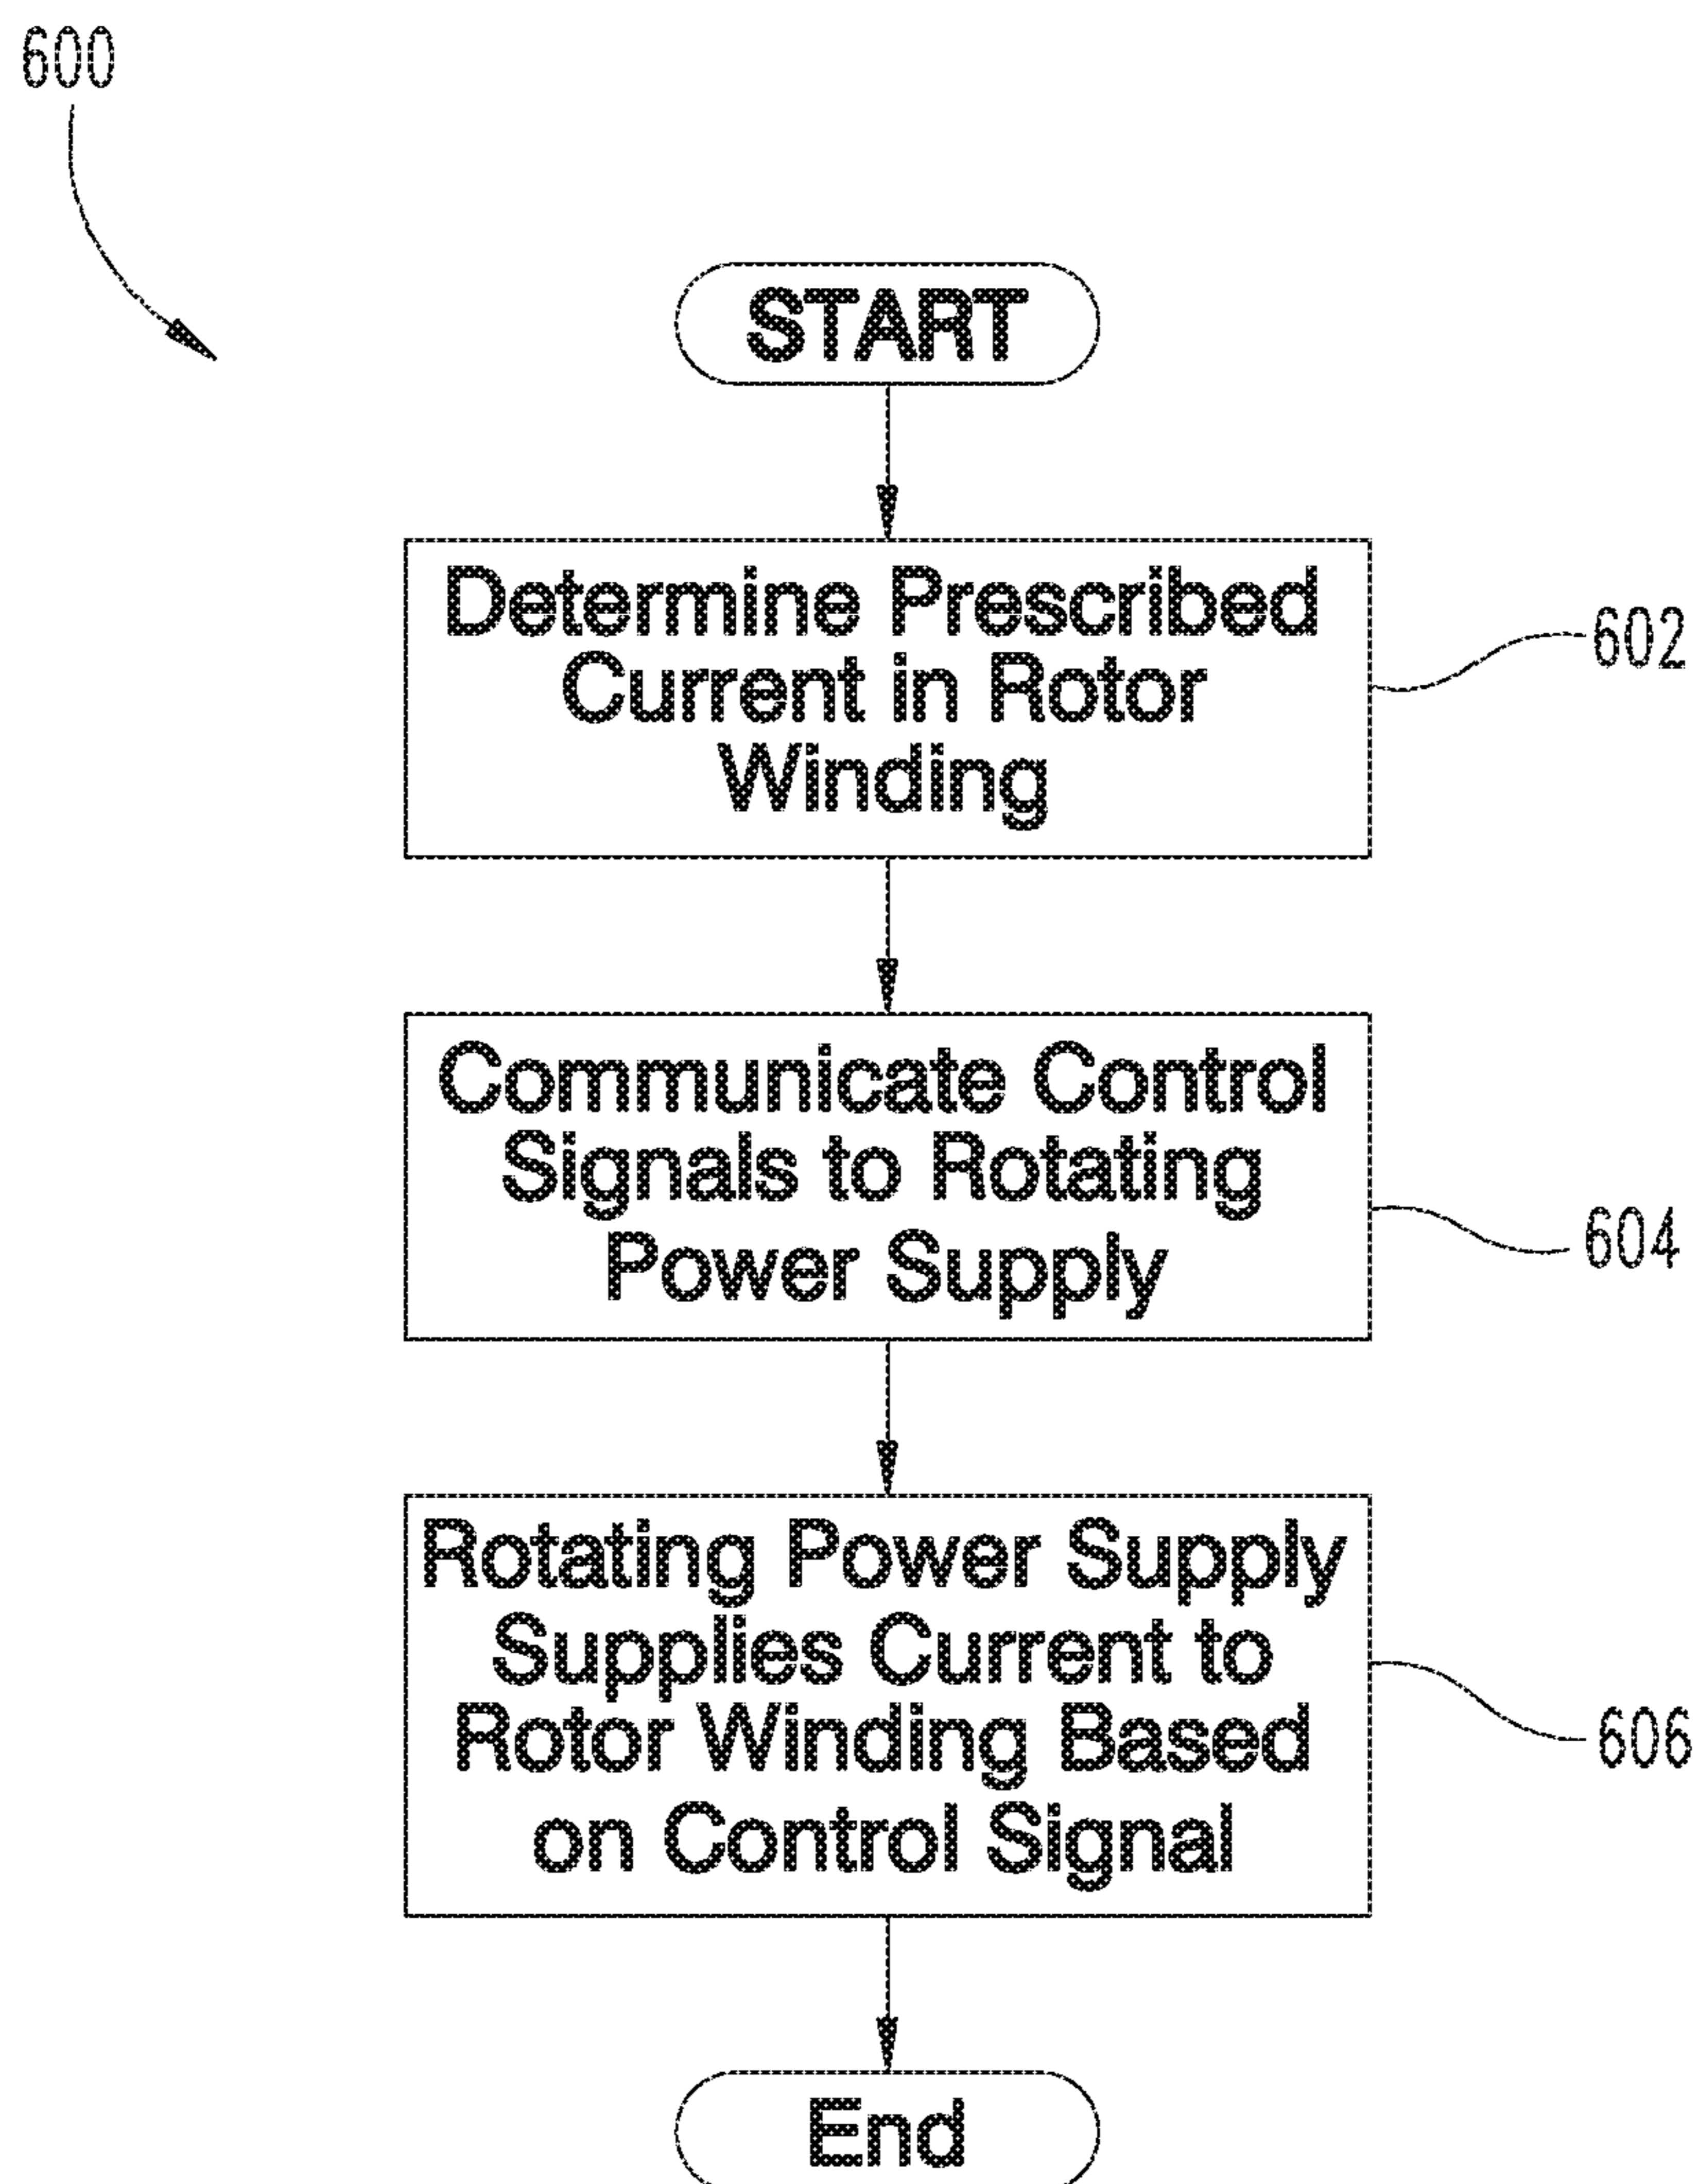 600
START
Determine Prescribed
Current in Rotor
Winding
602
Communicate Control
Signals to Rotating
Power Supply
604
Rotating Power Supply
Supplies Current to
Rotor Winding Based
on Control Signal
606
End